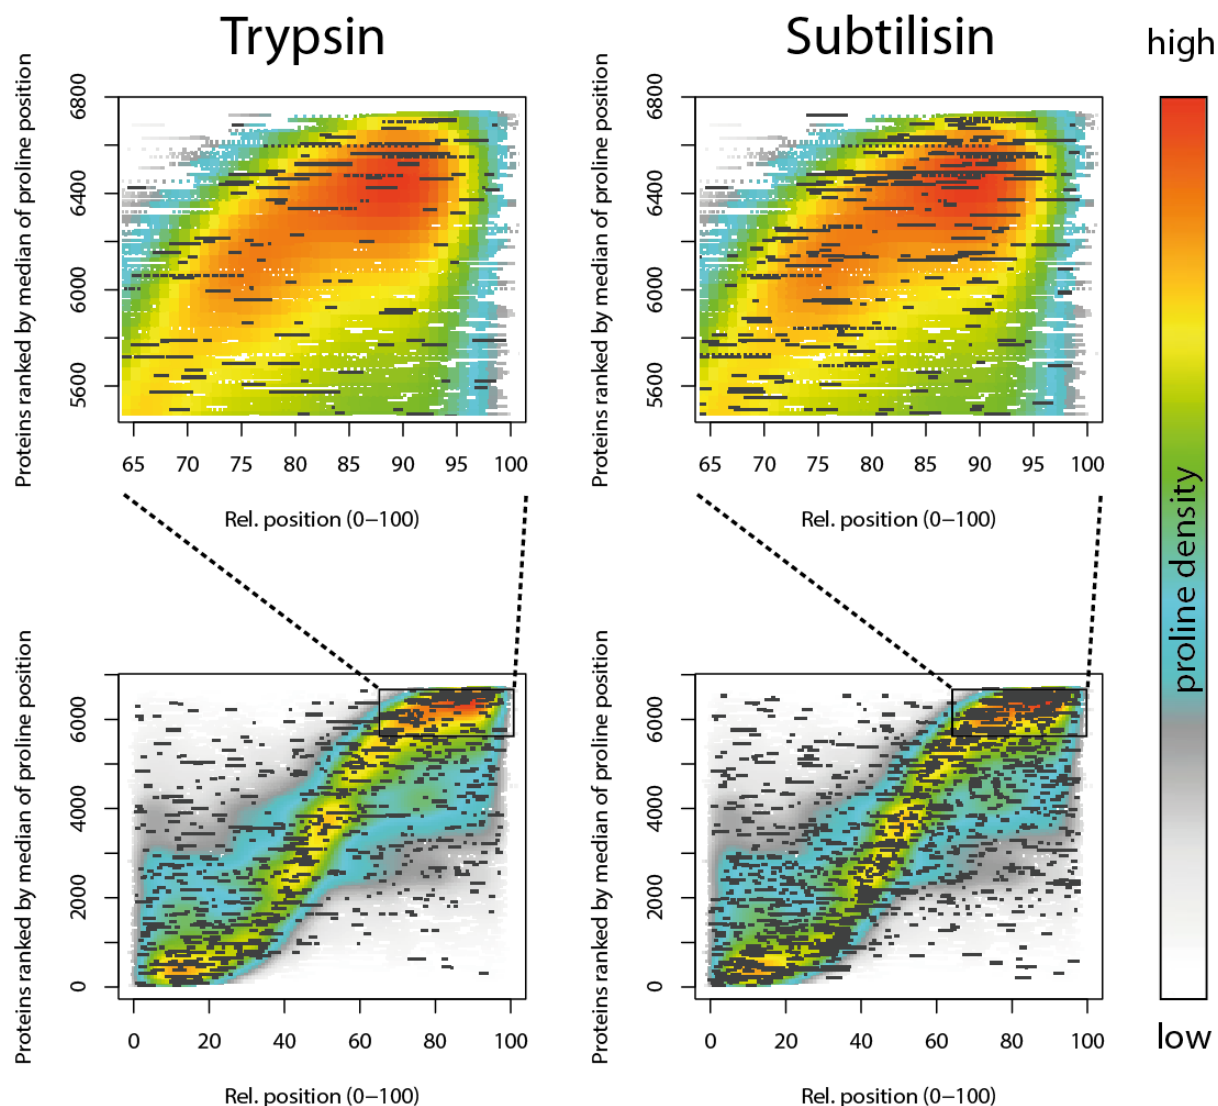 Trypsin
Subtilisin
high
Proteins ranked by median of proline position
6800
6400
6000
5600
65 70 75 80 85 90 95 100
Rel. position (0–100)
Proteins ranked by median of proline position
6800
6400
6000
5600
65 70 75 80 85 90 95 100
Rel. position (0–100)
proline density
Proteins ranked by median of proline position
6000
4000
2000
0
0 20 40 60 80 100
Rel. position (0–100)
Proteins ranked by median of proline position
6000
4000
2000
0
0 20 40 60 80 100
Rel. position (0–100)
low